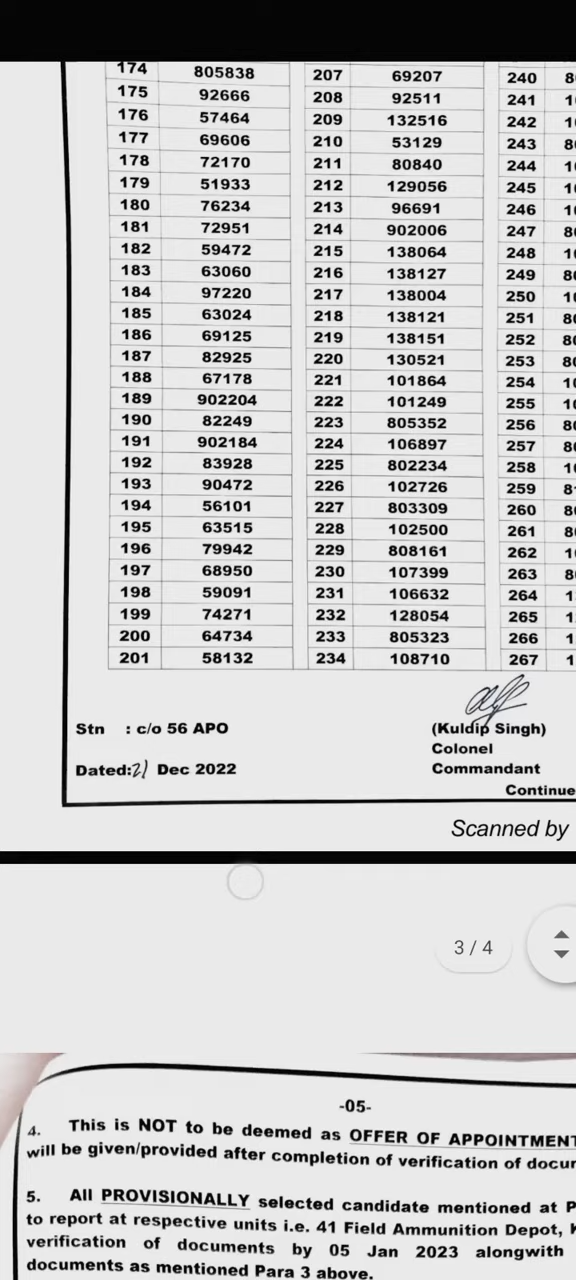 174 805838 207 69207 240
175 92666 208 92511 241
176 57464 209 132516 242
177 69606 210 53129 243
178 72170 211 80840 244
179 51933 212 129056 245
180 76234 213 96691 246
181 72951 214 902006 247
182 59472 215 138064 248
183 63060 216 138127 249
184 97220 217 138004 250
185 63024 218 138121 251
186 69125 219 138151 252
187 82925 220 130521 253
188 67178 221 101864 254
189 902204 222 101249 255
190 82249 223 805352 256
191 902184 224 106897 257
192 83928 225 802234 258
193 90472 226 102726 259
194 56101 227 803309 260
195 63515 228 102500 261
196 79942 229 808161 262
197 68950 230 107399 263
198 59091 231 106632 264
199 74271 232 128054 265
200 64734 233 805323 266
201 58132 234 108710 267
Stn : c/o 56 APO (Kuldip Singh)
Colonel
Dated:21 Dec 2022 Commandant
Continue
Scanned by
3 / 4
-05-
4. This is NOT to be deemed as OFFER OF APPOINTMENT
will be given/provided after completion of verification of
5. All PROVISIONALLY selected candidate mentioned at
to report at respective units i.e. 41 Field Ammunition Depot,
verification of documents by 05 Jan 2023 alongwith
documents as mentioned Para 3 above.